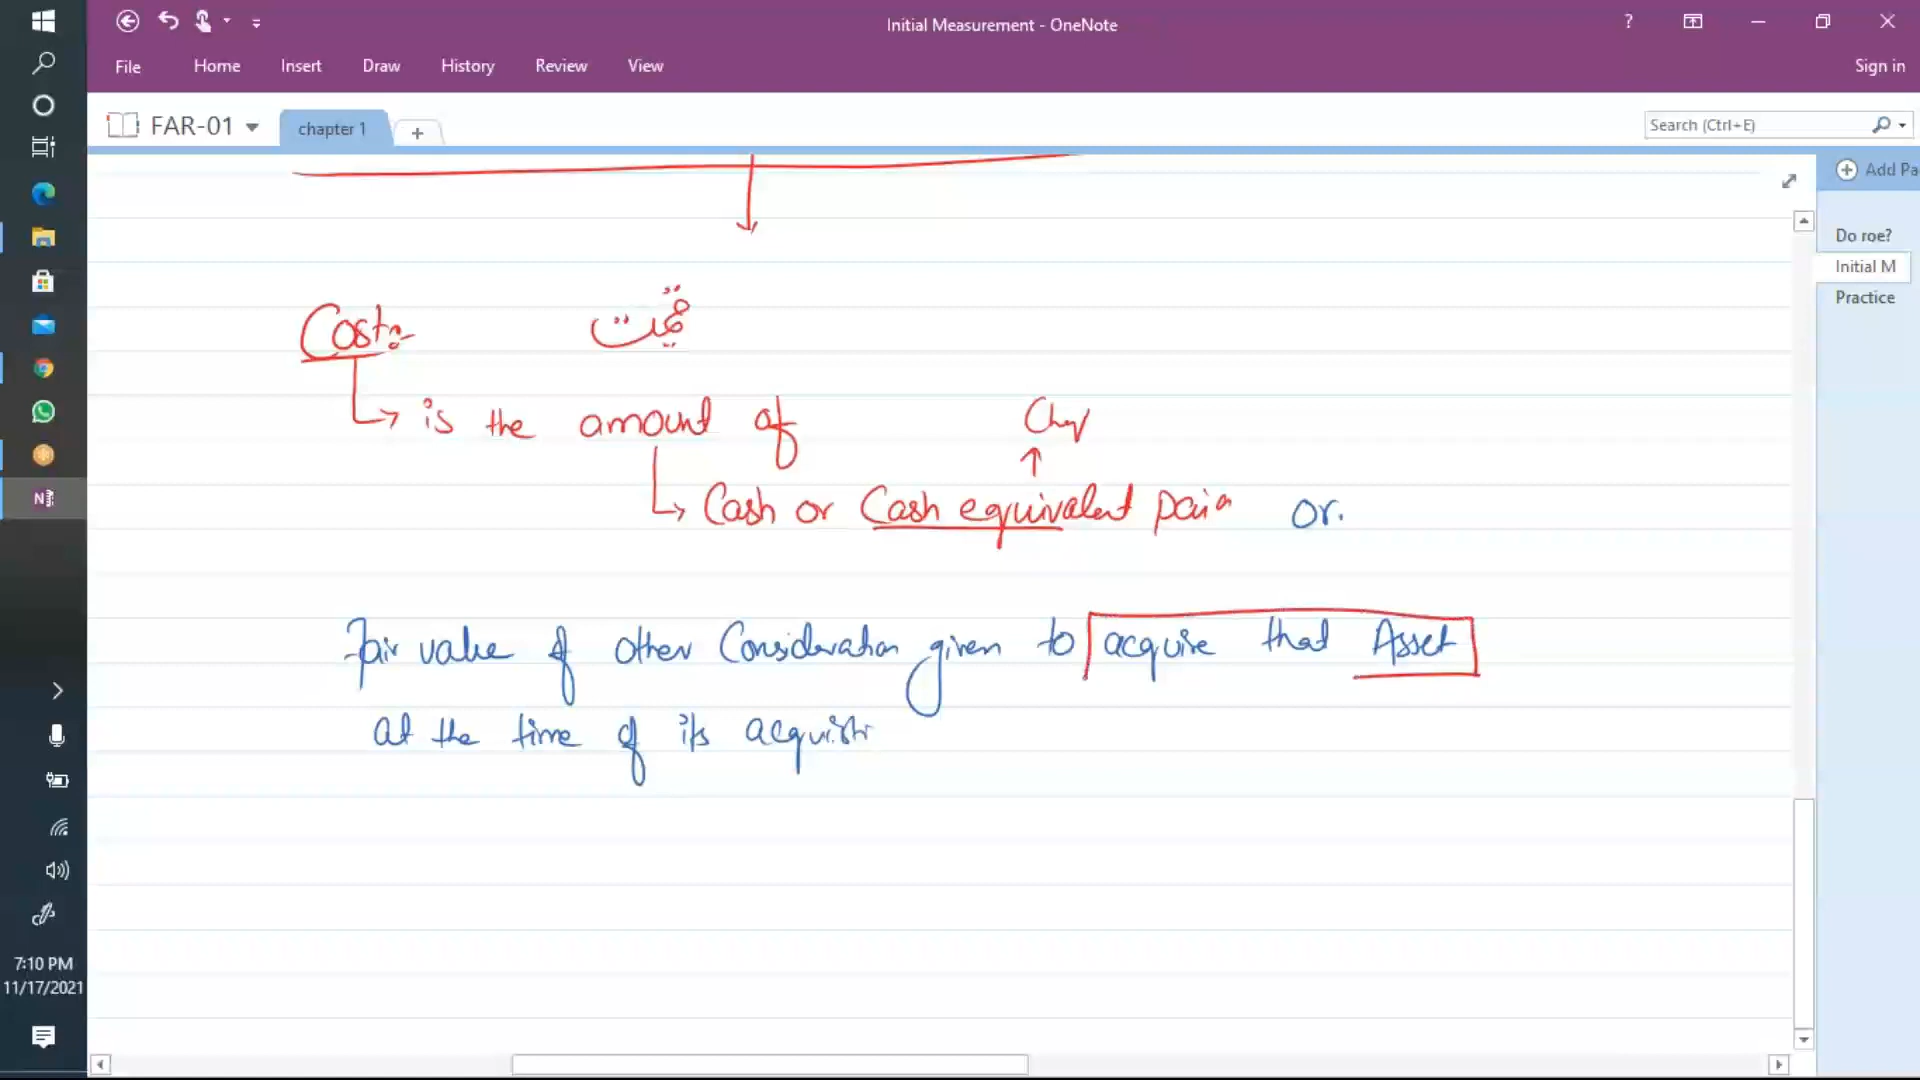 Initial Measurement - OneNote
?
File Home Insert Draw History Review View
Sign in
FAR-01
chapter 1
+
Search (Ctrl+E)
Add Pa
Do roe?
Initial M
Practice
Cost:-
قیمت
is the amount of
Cash or Cash equivalent paid or.
Fair value of other Consideration given to acquire that Asset
at the time of its acquisti
7:10 PM
11/17/2021